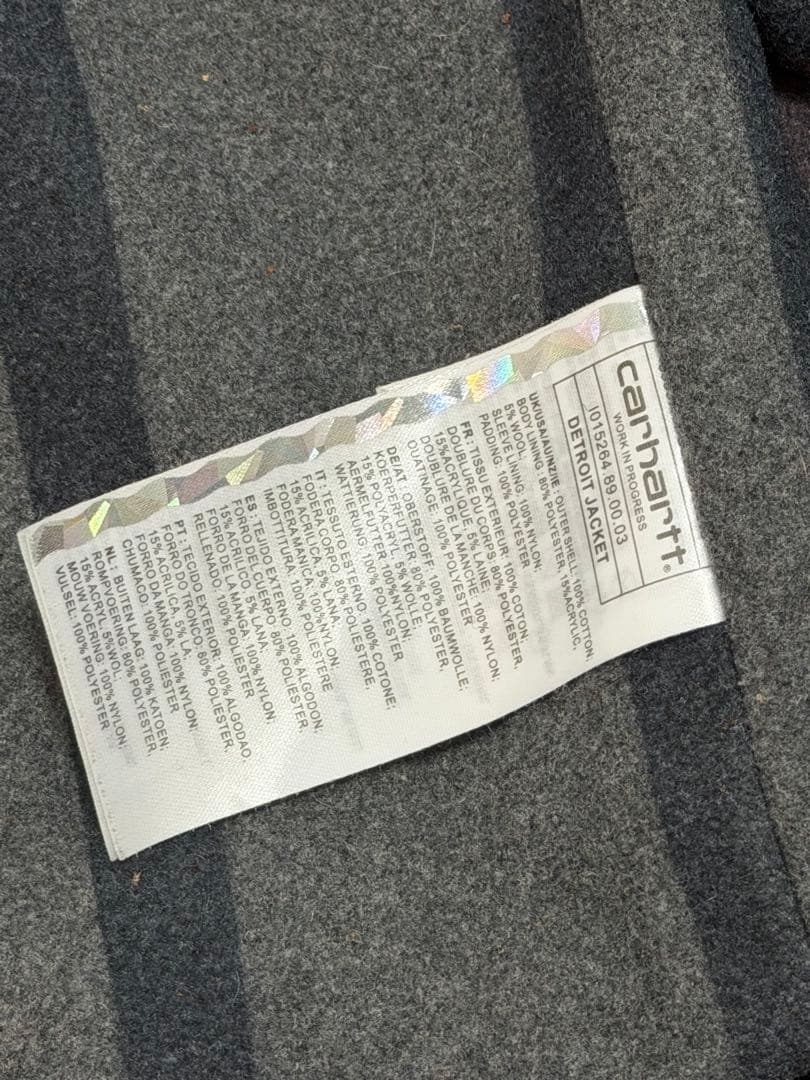 carhartt®
WORK IN PROGRESS
I015264 89.00.03
DETROIT JACKET
UK/USA/AU/NZ/IE: OUTER SHELL: 100% COTTON;
BODY LINING: 80% POLYESTER, 15% ACRYLIC,
5% WOOL;
SLEEVE LINING: 100% NYLON;
PADDING: 100% POLYESTER
FR: TISSU EXTERIEUR: 100% COTON;
DOUBLURE DU CORPS: 80% POLYESTER,
15% ACRYLIQUE, 5% LAINE;
DOUBLURE DE LA MANCHE: 100% NYLON;
OUATINAGE: 100% POLYESTER
DE/AT: OBERSTOFF: 100% BAUMWOLLE;
KOERPERFUTTER: 80% POLYESTER,
15% POLYACRYL, 5% WOLLE;
AERMELFUTTER: 100% NYLON;
WATTIERUNG: 100% POLYESTER
IT: TESSUTO ESTERNO: 100% COTONE;
FODERA CORPO: 80% POLIESTERE,
15% ACRILICA, 5% LANA;
FODERA MANICA: 100% NYLON;
IMBOTTITURA: 100% POLIESTERE
ES: TEJIDO EXTERNO: 100% ALGODON;
FORRO DEL CUERPO: 80% POLIESTER,
15% ACRILICO, 5% LANA;
FORRO DE LA MANGA: 100% NYLON;
RELLENADO: 100% POLIESTER
PT: TECIDO EXTERIOR: 100% ALGODAO;
FORRO DO TRONCO: 80% POLIESTER,
15% ACRILICA, 5% LA;
FORRO DA MANGA: 100% NYLON;
CHUMACO: 100% POLIESTER
NL: BUITEN LAAG: 100% KATOEN;
ROMPVOERING: 80% POLYESTER,
15% ACRYL, 5% WOL;
MOUW VOERING: 100% NYLON;
VULSEL: 100% POLYESTER